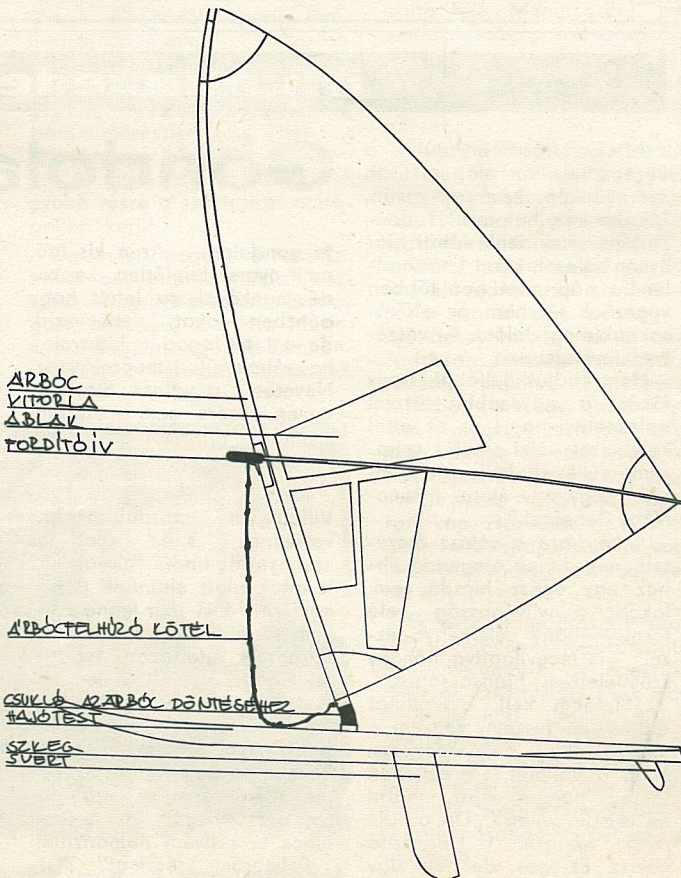 ÁRBÓC
VITORLA
ABLAK
FORDÍTÓÍV
ÁRBÓCFELHÚZÓ KÖTÉL
CSUKLÓ AZ ÁRBÓC DÖNTÉSÉHEZ
HAJÓTEST
SZKEG
SVERT